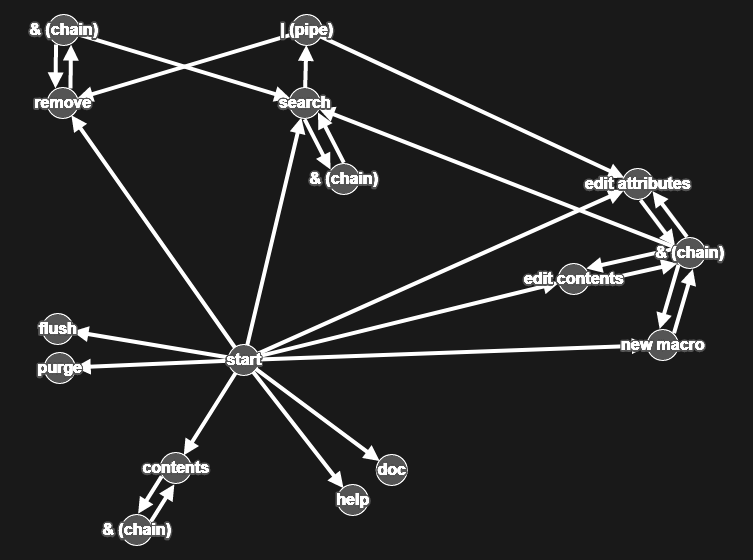 & (chain)
| (pipe)
remove
search
& (chain)
edit attributes
& (chain)
edit contents
flush
new macro
start
purge
contents
doc
help
& (chain)